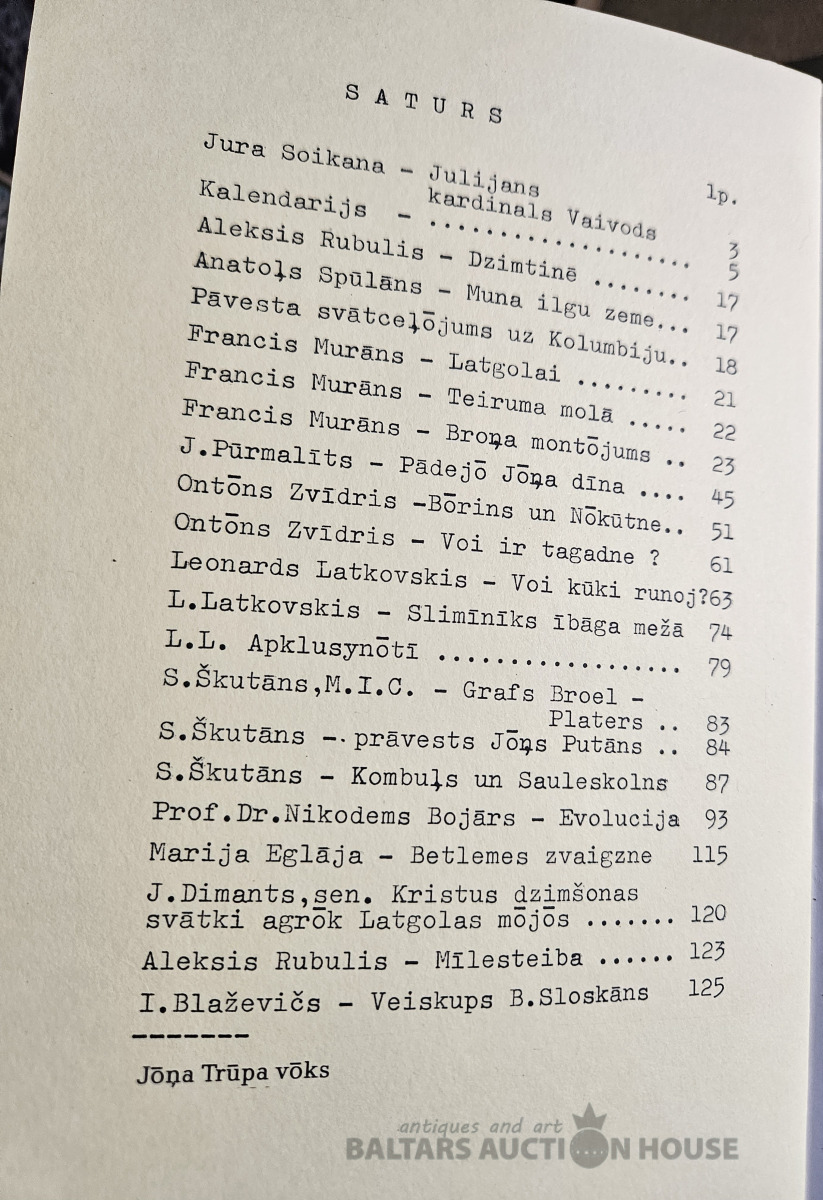 SATURS
lp.
Jura Soikana – Julijans
kardinals Vaivods 3
Kalendarijs – .................... 5
Aleksis Rubulis – Dzimtinē ........ 17
Anatoļs Spūlāns – Muna ilgu zeme... 17
Pāvesta svātceļōjums uz Kolumbiju.. 18
Francis Murāns – Latgolai ......... 21
Francis Murāns – Teiruma molā ..... 22
Francis Murāns – Broņa montōjums .. 23
J.Pūrmalīts – Pādejō Jōņa dīna .... 45
Ontōns Zvīdris –Bōrins un Nōkūtne.. 51
Ontōns Zvīdris – Voi ir tagadne ? 61
Leonards Latkovskis – Voi kūki runoj?63
L.Latkovskis – Slimīnīks ībāga mežā 74
L.L. Apklusynōtī ................... 79
S.Škutāns,M.I.C. – Grafs Broel –
Platers .. 83
S.Škutāns –. prāvests Jōņs Putāns .. 84
S.Škutāns – Kombuļs un Sauleskolns 87
Prof.Dr.Nikodems Bojārs – Evolucija 93
Marija Eglāja – Betlemes zvaigzne 115
J.Dimants,sen. Kristus dzimšonas
svātki agrōk Latgolas mōjōs ....... 120
Aleksis Rubulis – Mīlesteiba ...... 123
I.Blaževičs – Veiskups B.Sloskāns 125
-------
Jōņa Trūpa vōks
antiques and art
BALTARS AUCTION HOUSE